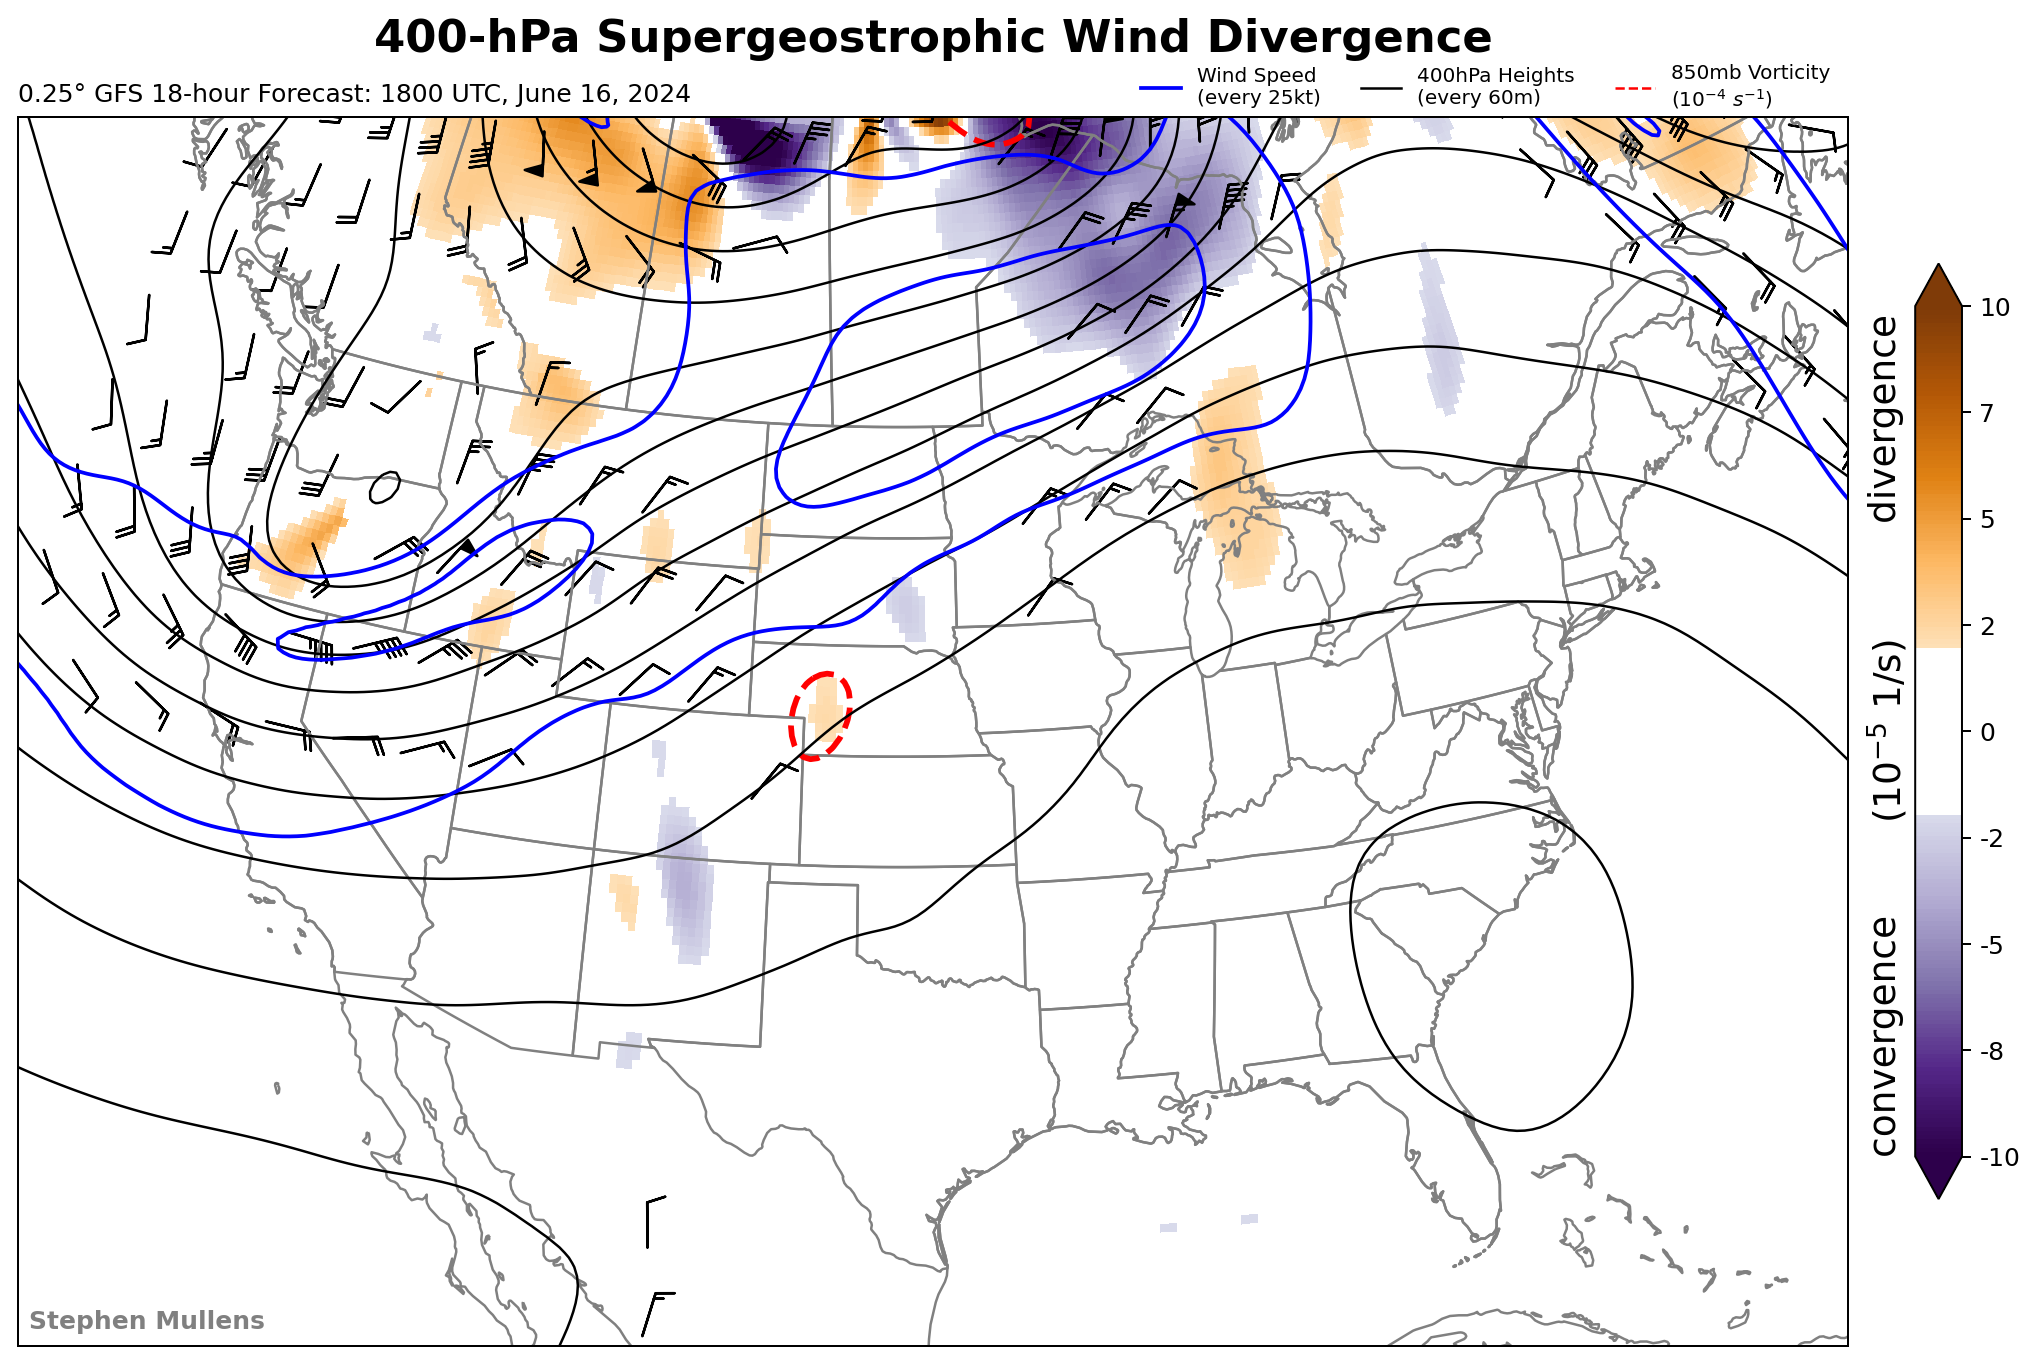 400-hPa Supergeostrophic Wind Divergence
0.25° GFS 18-hour Forecast: 1800 UTC, June 16, 2024
Wind Speed
(every 25kt)
400hPa Heights
(every 60m)
850mb Vorticity
(10⁻⁴ s⁻¹)
10
7
5
2
0
-2
-5
-8
-10
convergence (10⁻⁵ 1/s) divergence
Stephen Mullens